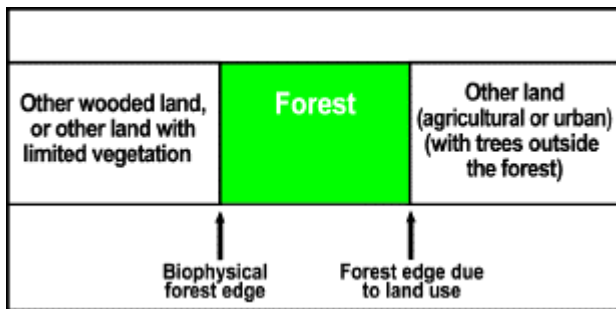 Other wooded land,
or other land with
limited vegetation
Forest
Other land
(agricultural or urban)
(with trees outside
the forest)
Biophysical
forest edge
Forest edge due
to land use